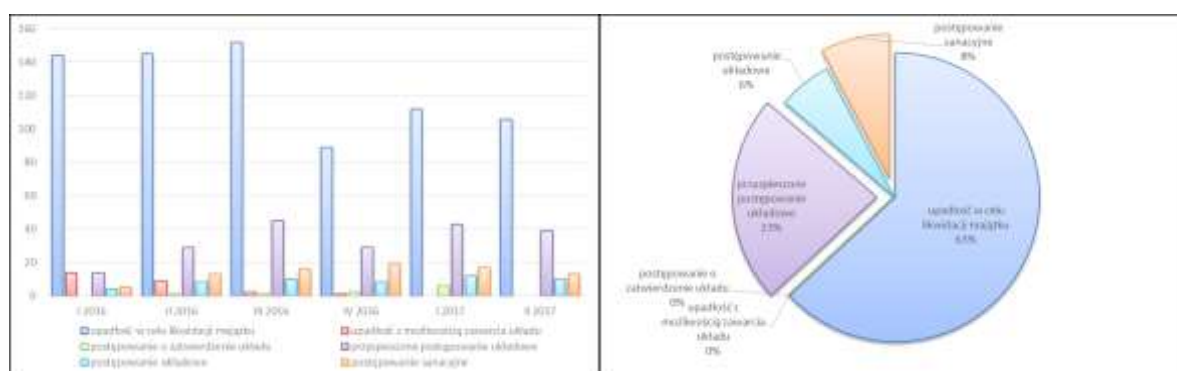 160
140
120
100
80
60
40
20
0
I 2016
II 2016
III 2016
IV 2016
I 2017
II 2017
upadłość w celu likwidacji majątku
upadłość z możliwością zawarcia układu
postępowanie o zatwierdzenie układu
przyspieszone postępowanie układowe
postępowanie układowe
postępowanie sanacyjne
postępowanie
sanacyjne
8%
postępowanie
układowe
6%
przyspieszone
postępowanie
układowe
23%
upadłość w celu
likwidacji majątku
63%
postępowanie o
zatwierdzenie układu
0%
upadłość z
możliwością zawarcia
układu
0%